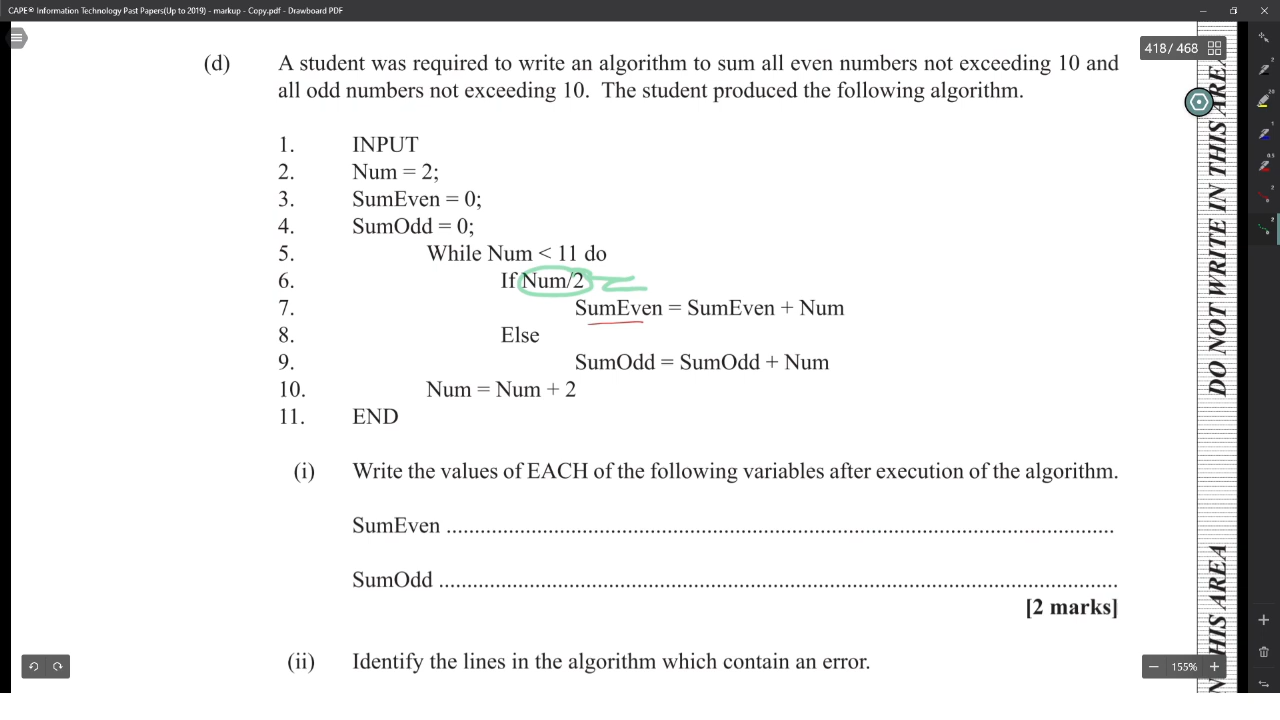 CAPE® Information Technology Past Papers(Up to 2019) - markup - Copy.pdf - Drawboard PDF
418 / 468
(d) A student was required to write an algorithm to sum all even numbers not exceeding 10 and
all odd numbers not exceeding 10. The student produced the following algorithm.
1. INPUT
2. Num = 2;
3. SumEven = 0;
4. SumOdd = 0;
5. While Num < 11 do
6. If Num/2
7. SumEven = SumEven + Num
8. Else
9. SumOdd = SumOdd + Num
10. Num = Num + 2
11. END
(i) Write the values of EACH of the following variables after execution of the algorithm.
SumEven ........................................................................
SumOdd ........................................................................
[2 marks]
(ii) Identify the lines in the algorithm which contain an error.
DO NOT WRITE IN THIS AREA
155%